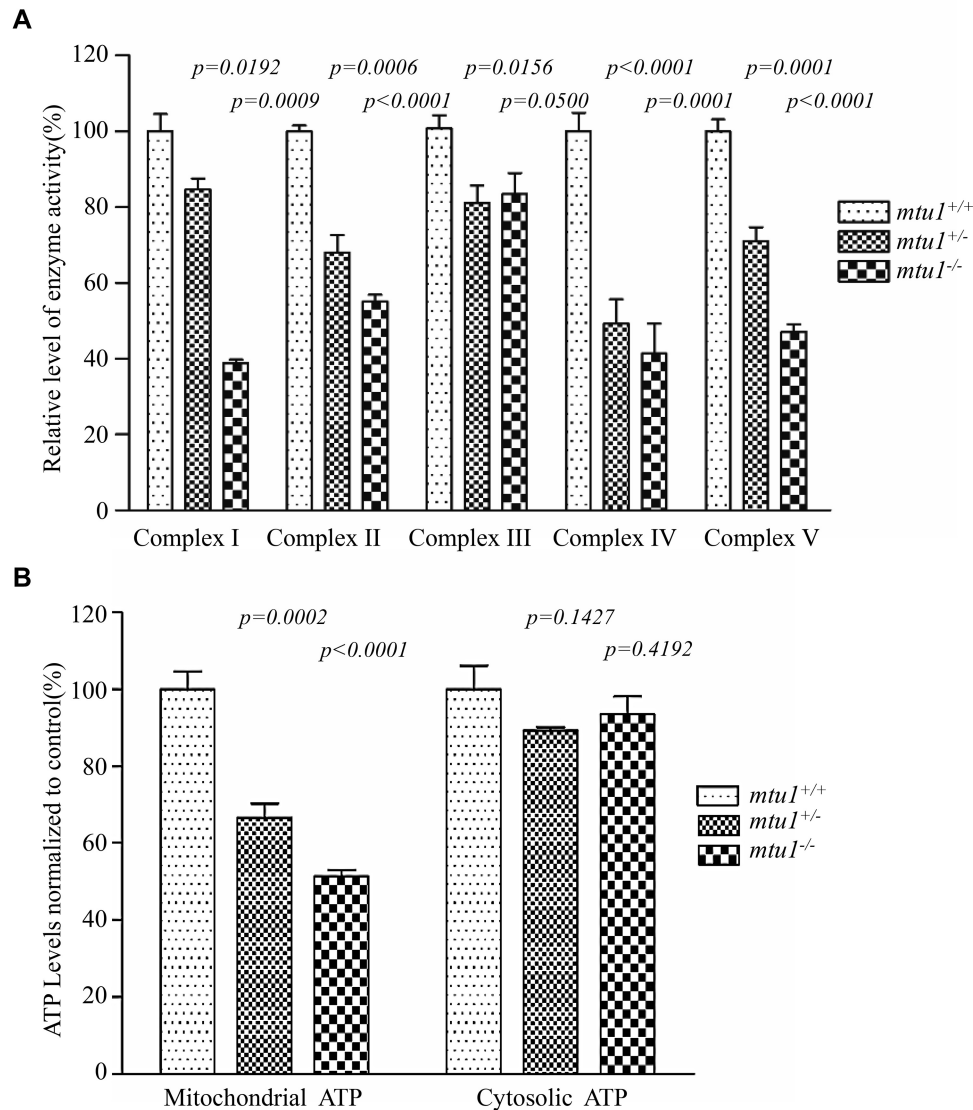 A
120
p=0.0192 p=0.0006 p=0.0156 p<0.0001 p=0.0001
p=0.0009 p<0.0001 p=0.0500 p=0.0001 p<0.0001
100
80
60
40
20
0
Relative level of enzyme activity(%)
mtu1+/+
mtu1+/-
mtu1-/-
Complex I Complex II Complex III Complex IV Complex V
B
120
p=0.0002 p=0.1427
p<0.0001 p=0.4192
100
80
60
40
20
0
ATP Levels normalized to control(%)
mtu1+/+
mtu1+/-
mtu1-/-
Mitochondrial ATP Cytosolic ATP